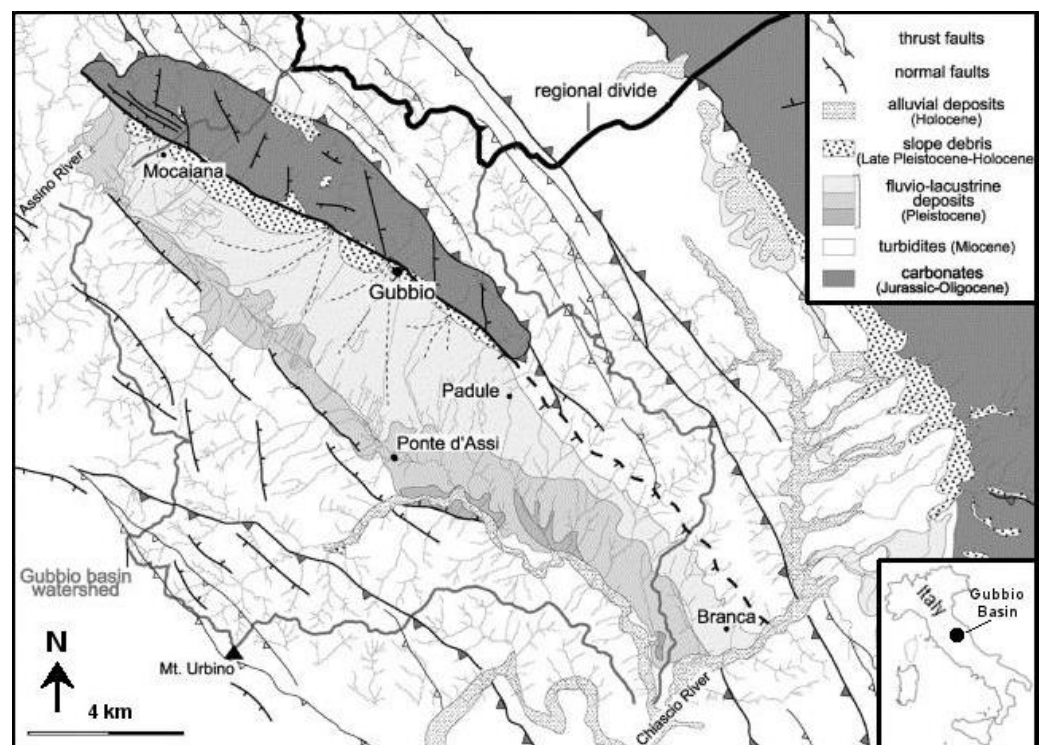 thrust faults
normal faults
alluvial deposits
(Holocene)
slope debris
(Late Pleistocene-Holocene)
fluvio-lacustrine
deposits
(Pleistocene)
turbidites (Miocene)
carbonates
(Jurassic-Oligocene)
regional divide
Assino River
Mocaiana
Gubbio
Padule
Ponte d'Assi
Gubbio basin
watershed
Branca
Mt. Urbino
Chiascio River
N
4 km
Italy
Gubbio
Basin